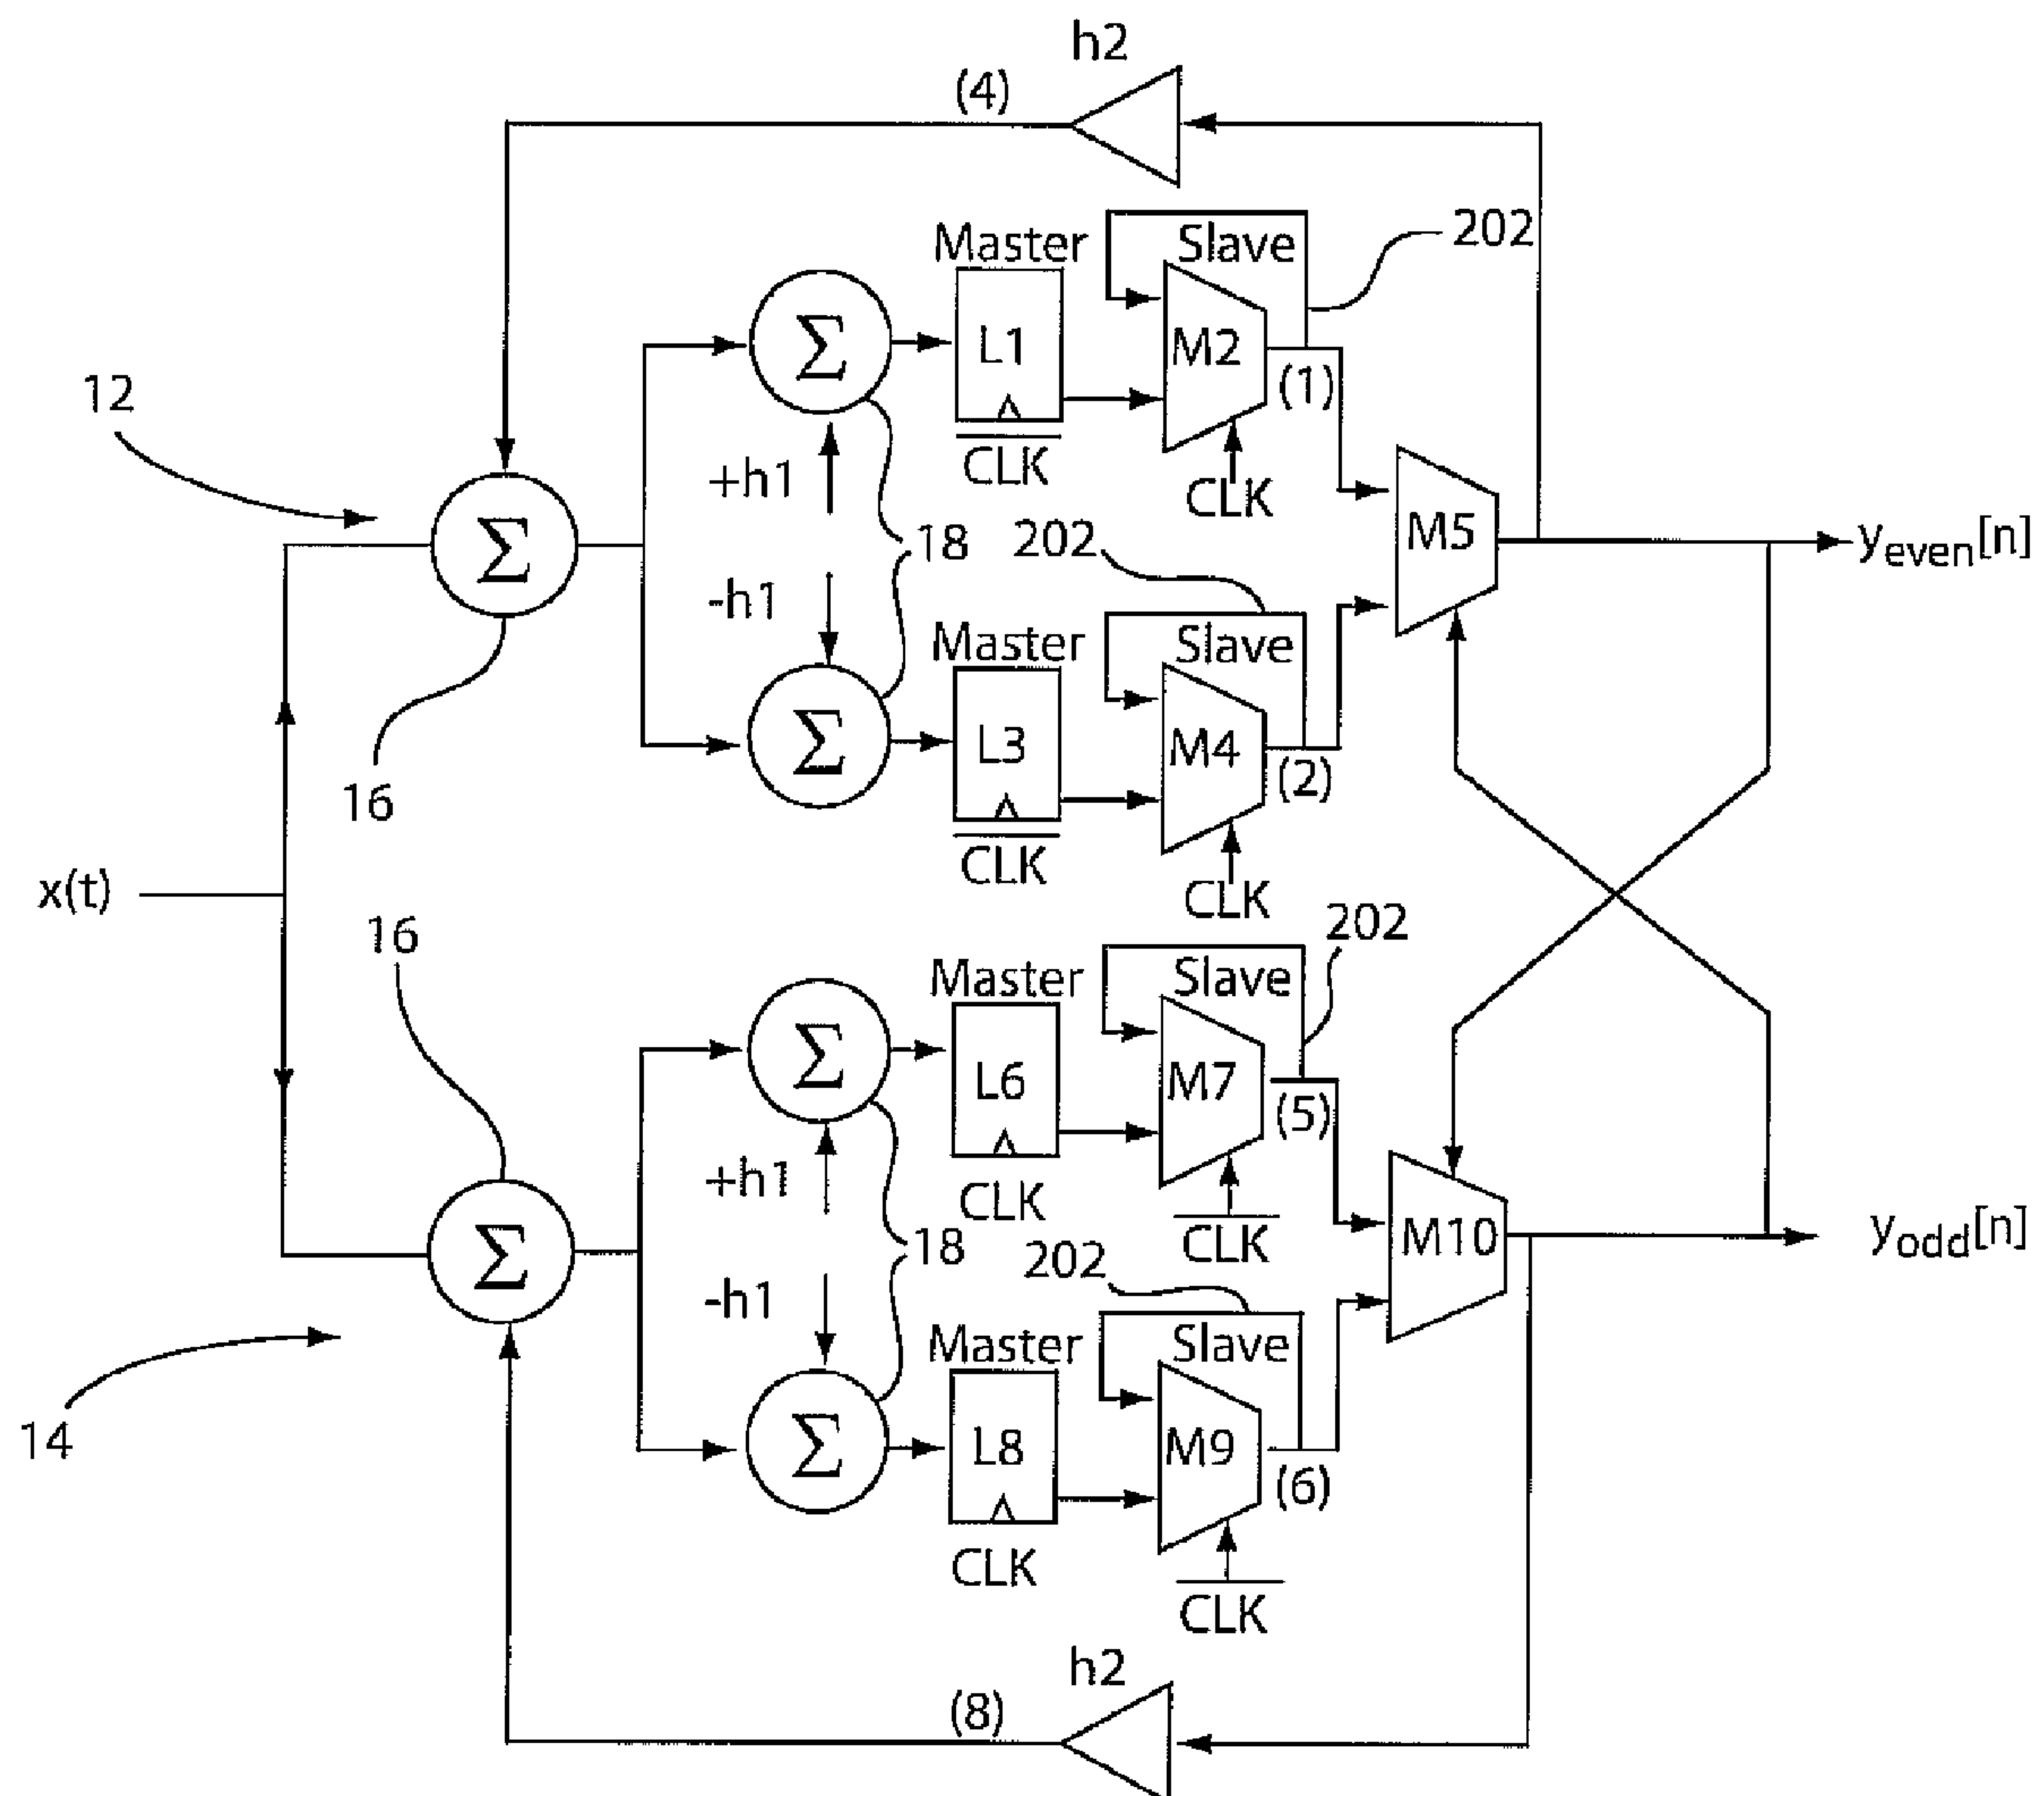 h2
(4)
Master
Slave
202
Σ
L1
M2
(1)
12
CLK
CLK
+h1
Σ
18
202
M5
yeven[n]
-h1
Master
Slave
Σ
L3
M4
(2)
16
CLK
CLK
x(t)
16
202
Master
Slave
Σ
L6
M7
(5)
+h1
CLK
CLK
Σ
18
202
M10
yodd[n]
-h1
Master
Slave
14
Σ
L8
M9
(6)
CLK
CLK
h2
(8)